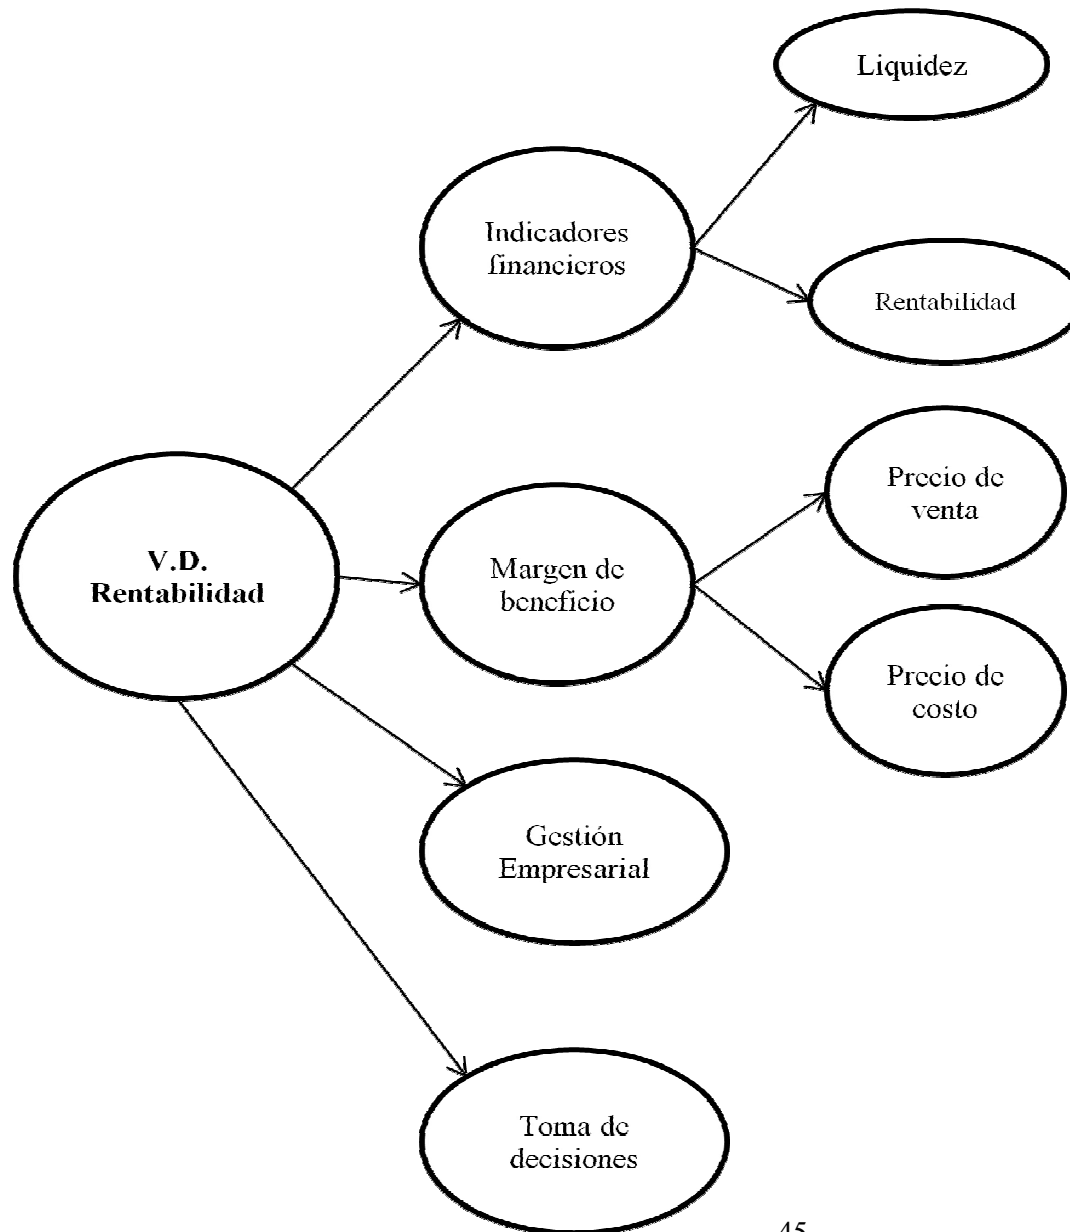 Liquidez
Indicadores
financieros
Rentabilidad
Precio de
venta
V.D.
Rentabilidad
Margen de
beneficio
Precio de
costo
Gestión
Empresarial
Toma de
decisiones
45